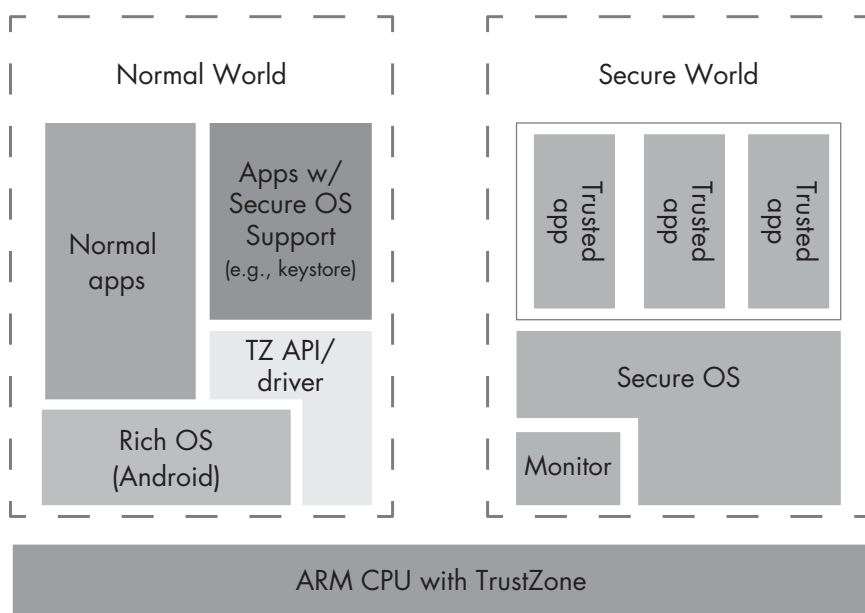 Normal World
Secure World
Normal
apps
Apps w/
Secure OS
Support
(e.g., keystore)
TZ API/
driver
Rich OS
(Android)
Trusted
app
Trusted
app
Trusted
app
Secure OS
Monitor
ARM CPU with TrustZone